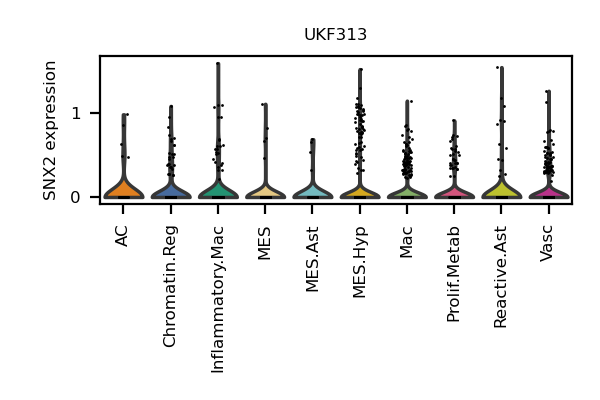 UKF313
SNX2 expression
1
0
AC
Chromatin.Reg
Inflammatory.Mac
MES
MES.Ast
MES.Hyp
Mac
Prolif.Metab
Reactive.Ast
Vasc